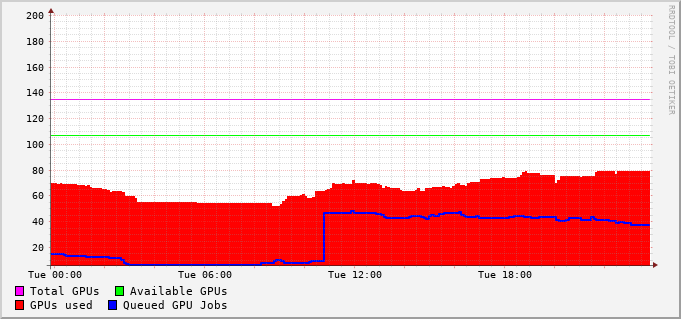 RRDTOOL / TOBI OETIKER
200
180
160
140
120
100
80
60
40
20
Tue 00:00 Tue 06:00 Tue 12:00 Tue 18:00
Total GPUs Available GPUs
GPUs used Queued GPU Jobs